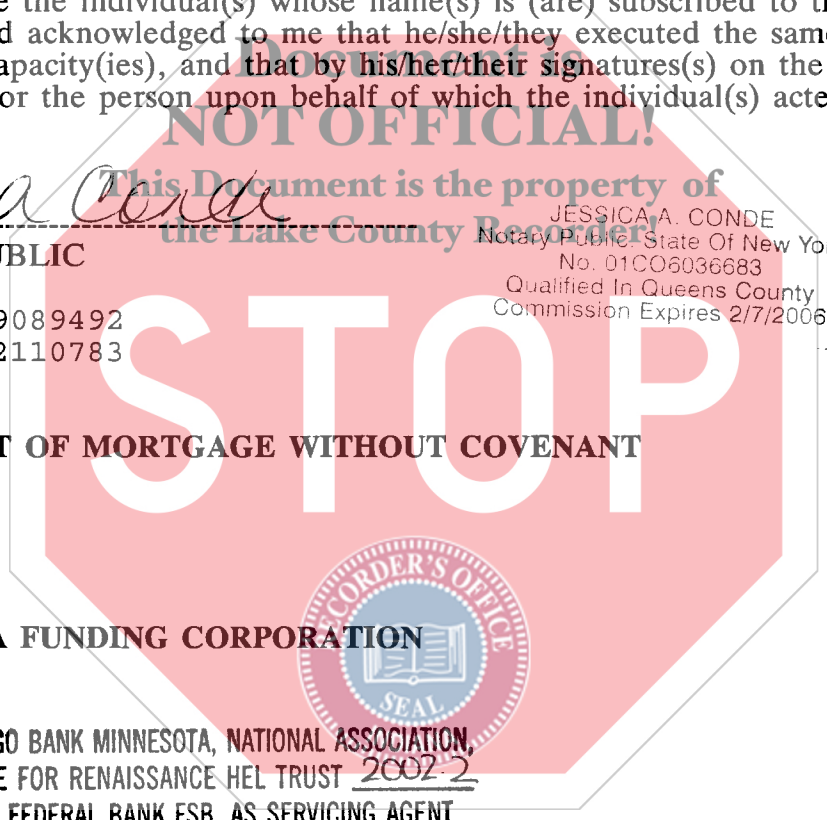 e the individual(s) whose name(s) is (are) subscribed to t
d acknowledged to me that he/she/they executed the sam
apacity(ies), and that by his/her/their signatures(s) on the
or the person upon behalf of which the individual(s) acte
Document is
NOT OFFICIAL!
This Document is the property of
the Lake County Recorder!
a Conde
UBLIC
JESSICA A. CONDE
Notary Public. State Of New Yo
No. 01CO6036683
Qualified In Queens County
Commission Expires 2/7/2006
9089492
2110783
STOP
T OF MORTGAGE WITHOUT COVENANT
RECORDER'S OFFICE
SEAL
A FUNDING CORPORATION
GO BANK MINNESOTA, NATIONAL ASSOCIATION,
E FOR RENAISSANCE HEL TRUST 2002-2
FEDERAL BANK FSB, AS SERVICING AGENT